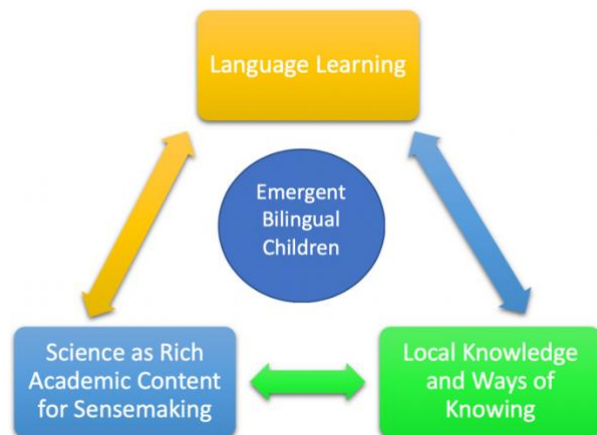 Language Learning
Emergent
Bilingual
Children
Science as Rich
Academic Content
for Sensemaking
Local Knowledge
and Ways of
Knowing